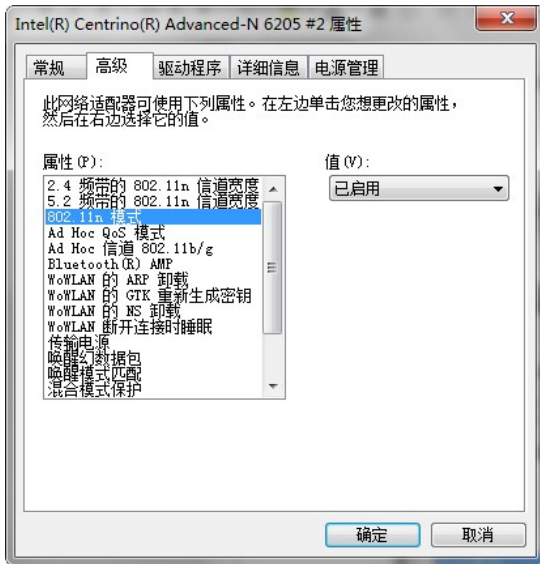 Intel(R) Centrino(R) Advanced-N 6205 #2 属性
常规 高级 驱动程序 详细信息 电源管理
此网络适配器可使用下列属性。在左边单击您想更改的属性，
然后在右边选择它的值。
属性(P): 值(V):
2.4 频带的 802.11n 信道宽度 已启用
5.2 频带的 802.11n 信道宽度
802.11n 模式
Ad Hoc QoS 模式
Ad Hoc 信道 802.11b/g
Bluetooth(R) AMP
WoWLAN 的 ARP 卸载
WoWLAN 的 GTK 重新生成密钥
WoWLAN 的 NS 卸载
WoWLAN 断开连接时睡眠
传输电源
唤醒幻数据包
唤醒模式匹配
混合模式保护
确定 取消